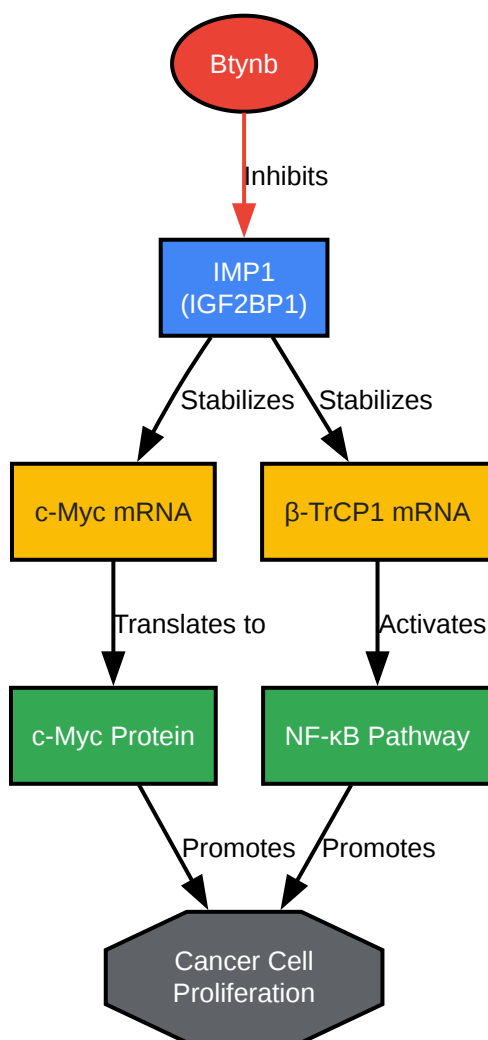 Btynb
Inhibits
IMP1
(IGF2BP1)
Stabilizes
Stabilizes
c-Myc mRNA
β-TrCP1 mRNA
Translates to
Activates
c-Myc Protein
NF-κB Pathway
Promotes
Promotes
Cancer Cell
Proliferation